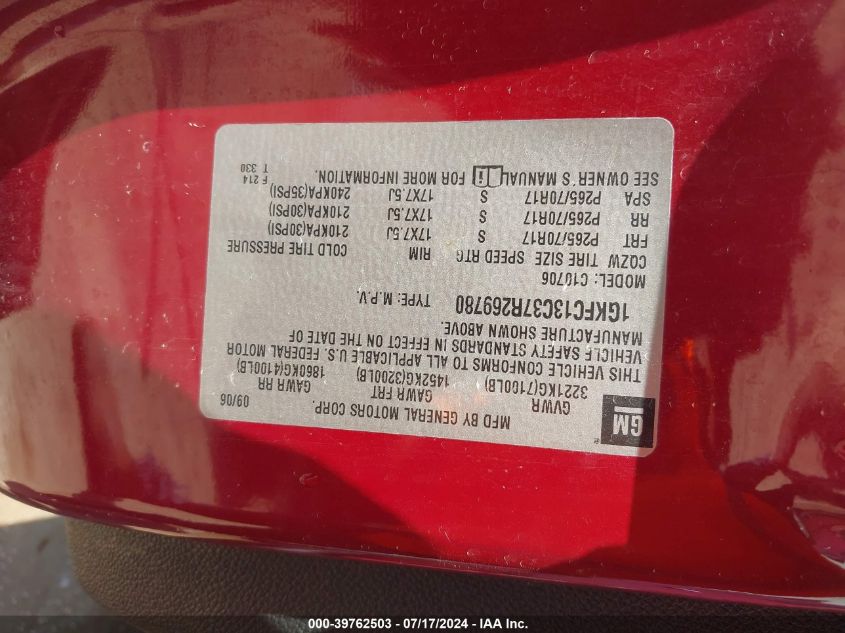 MFD BY GENERAL MOTORS CORP. 09/06
GM
GVWR GAWR FRT GAWR RR
3221KG(7100LB) 1452KG(3200LB) 1860KG(4100LB)
THIS VEHICLE CONFORMS TO ALL APPLICABLE U.S. FEDERAL MOTOR
VEHICLE SAFETY STANDARDS IN EFFECT ON THE DATE OF
MANUFACTURE SHOWN ABOVE.
1GKFC13C37R269780 TYPE: M.P.V.
MODEL: C10706
CQZW TIRE SIZE SPEED RTG RIM COLD TIRE PRESSURE
FRT P265/70R17 S 17X7.5J 210KPA(30PSI)
RR P265/70R17 S 17X7.5J 210KPA(30PSI)
SPA P265/70R17 S 17X7.5J 240KPA(35PSI)
SEE OWNER'S MANUAL FOR MORE INFORMATION.
F 214
T 330
000-39762503 - 07/17/2024 - IAA Inc.